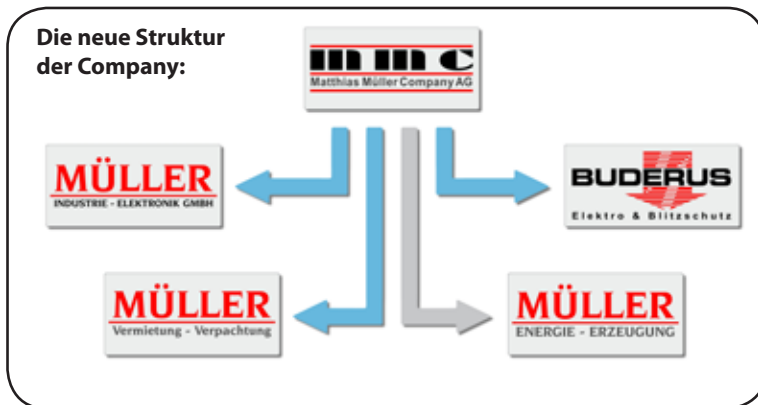 Die neue Struktur
der Company:
mmc
Matthias Müller Company AG
MÜLLER
INDUSTRIE - ELEKTRONIK GMBH
BUDERUS
Elektro & Blitzschutz
MÜLLER
Vermietung - Verpachtung
MÜLLER
ENERGIE - ERZEUGUNG